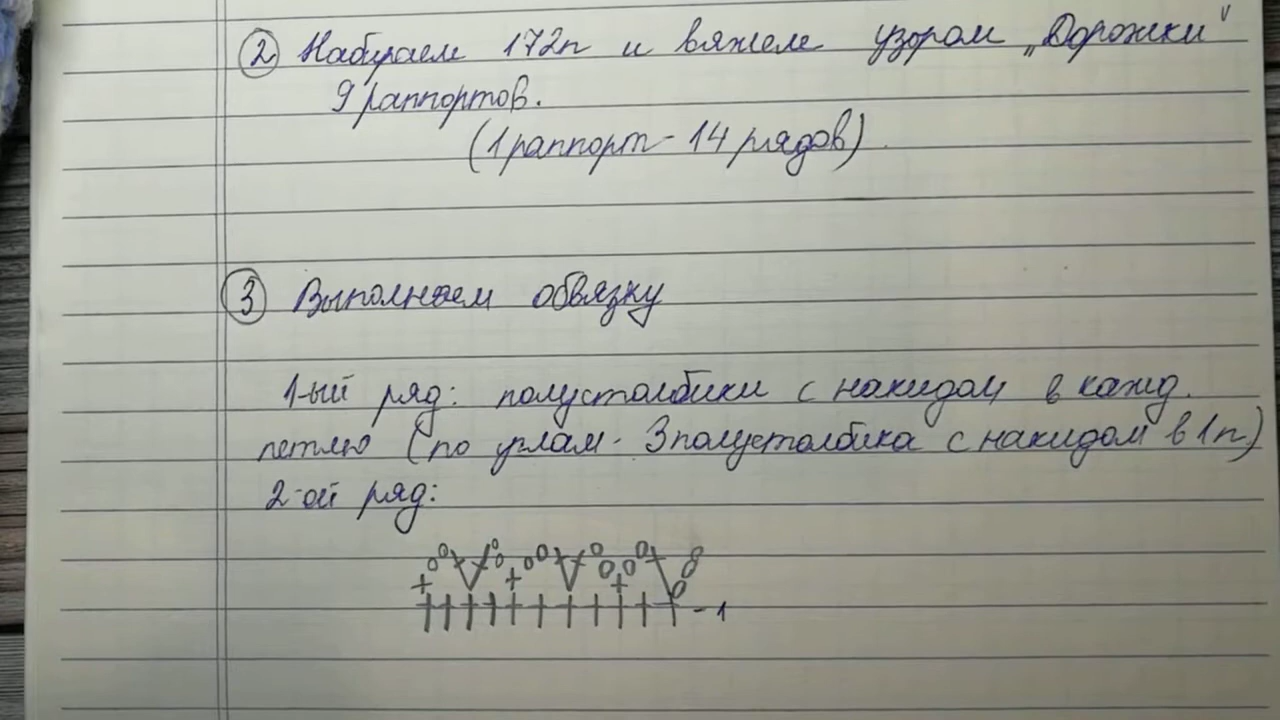 2 Набираем 172п и вяжем узором „Дорожки"
9 раппортов.
(1 раппорт - 14 рядов)
3 Выполняем обвязку
1-ый ряд: полустолбики с накидом в кажд.
петлю (по углам - 3 полустолбика с накидом в 1п)
2-ой ряд:
- 1